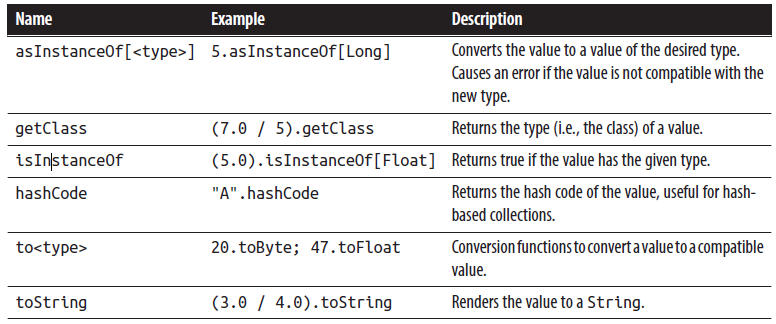 Name Example Description
asInstanceOf[<type>] 5.asInstanceOf[Long] Converts the value to a value of the desired type.
Causes an error if the value is not compatible with the
new type.
getClass (7.0 / 5).getClass Returns the type (i.e., the class) of a value.
isInstanceOf (5.0).isInstanceOf[Float] Returns true if the value has the given type.
hashCode "A".hashCode Returns the hash code of the value, useful for hash-
based collections.
to<type> 20.toByte; 47.toFloat Conversion functions to convert a value to a compatible
value.
toString (3.0 / 4.0).toString Renders the value to a String.